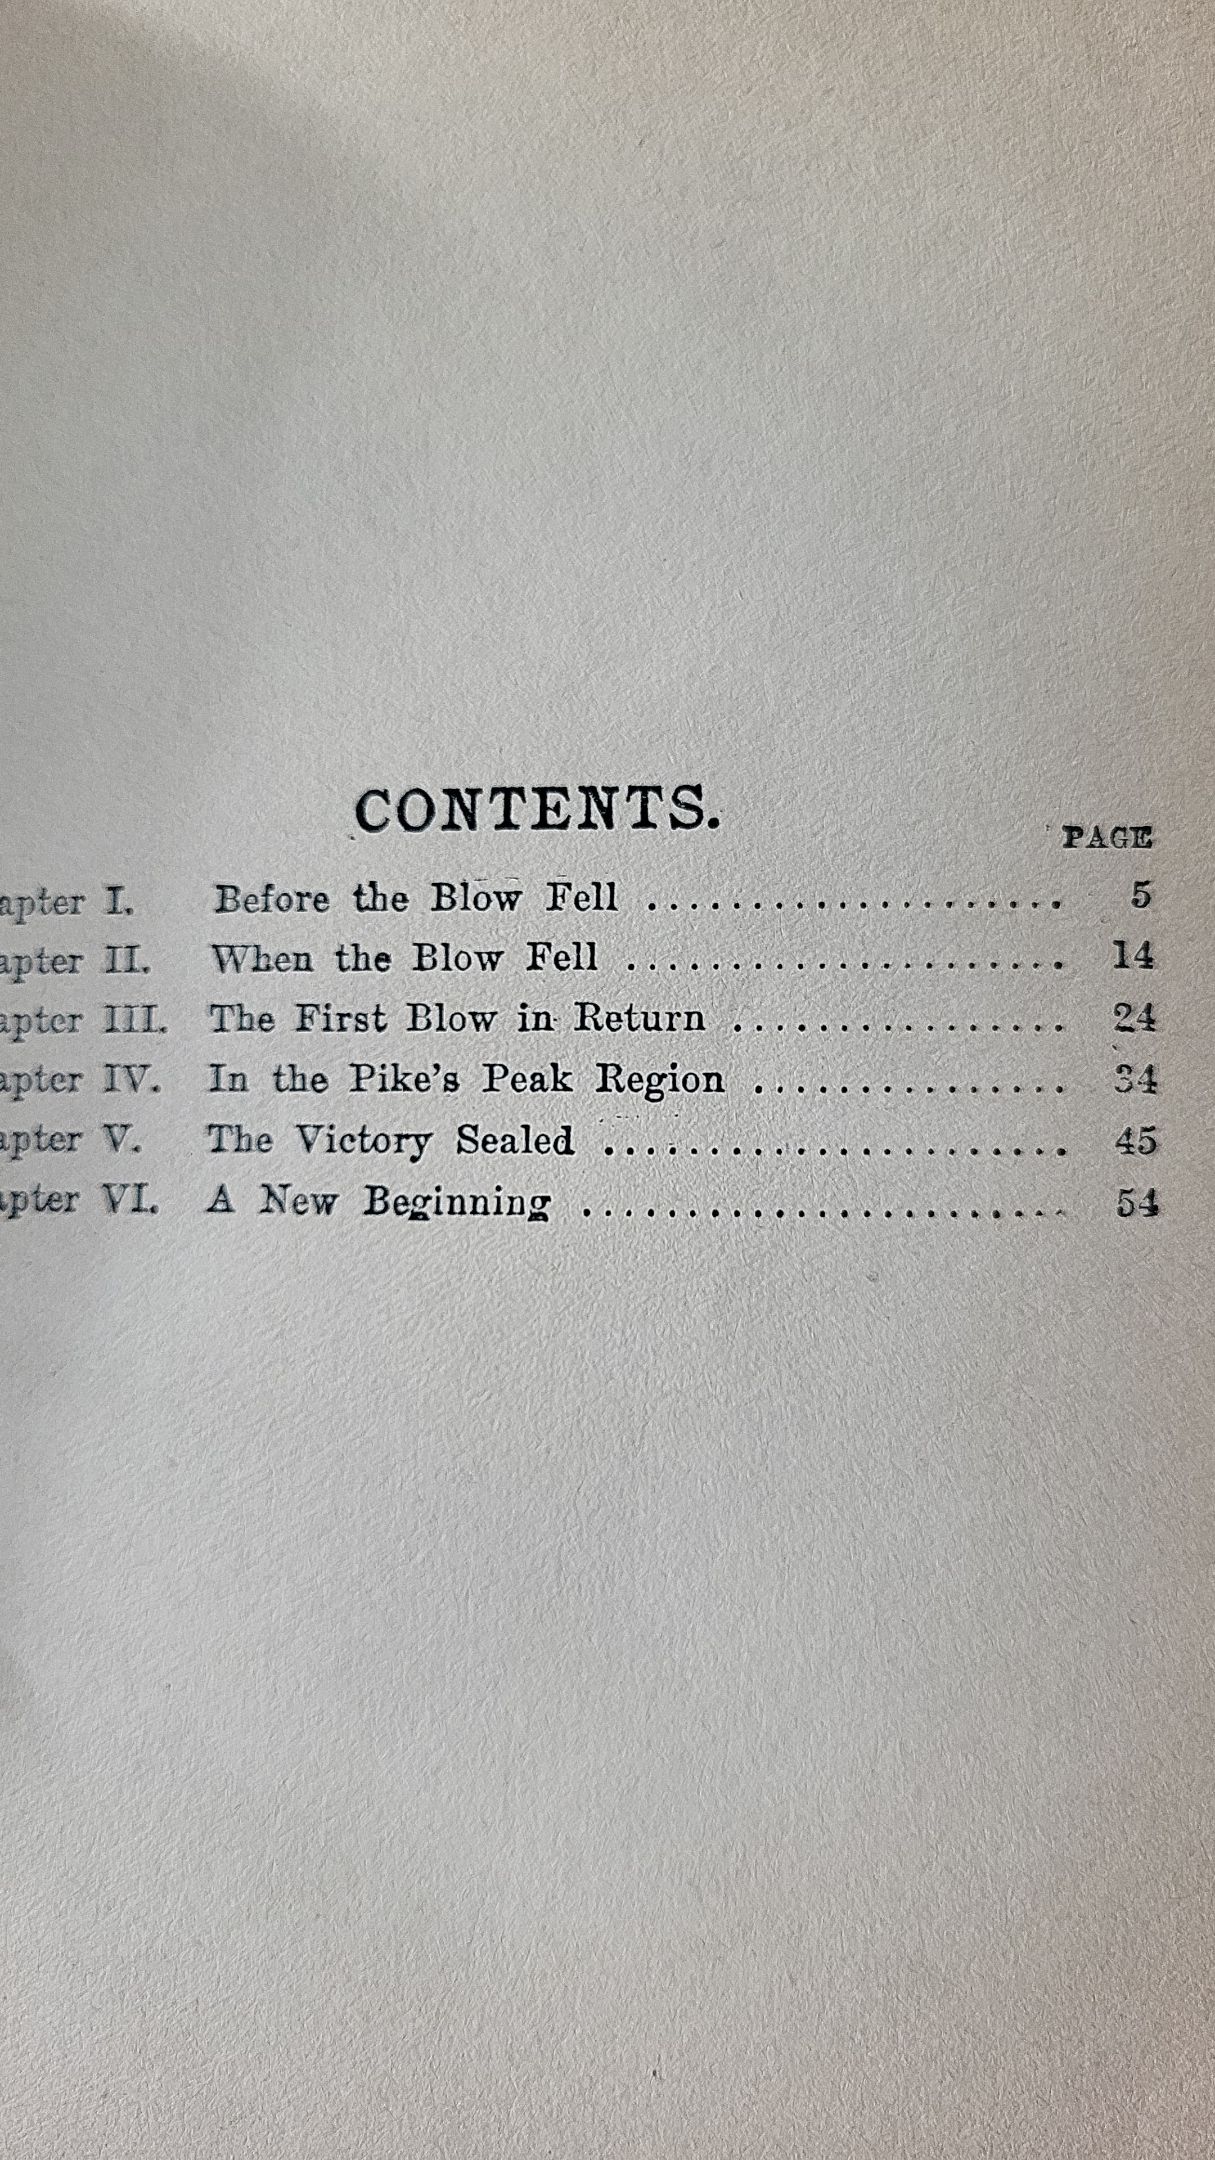 CONTENTS.
PAGE
apter I. Before the Blow Fell .................... 5
apter II. When the Blow Fell ..................... 14
apter III. The First Blow in Return ................ 24
apter IV. In the Pike's Peak Region ............... 34
apter V. The Victory Sealed ...................... 45
apter VI. A New Beginning ....................... 54